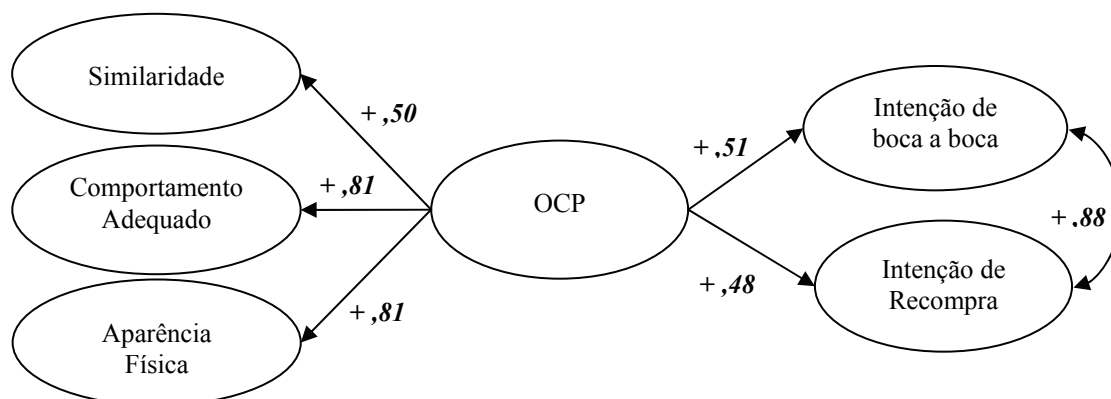 Similaridade
+ ,50
Comportamento
Adequado
+ ,81
Aparência
Física
+ ,81
OCP
+ ,51
+ ,48
Intenção de
boca a boca
Intenção de
Recompra
+ ,88